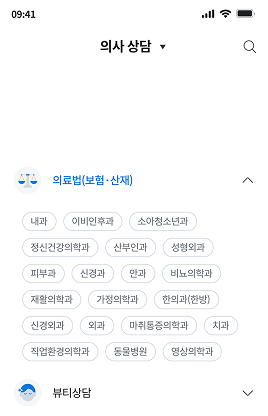 09:41
의사 상담
의료법(보험·산재)
내과 이비인후과 소아청소년과
정신건강의학과 산부인과 성형외과
피부과 신경과 안과 비뇨의학과
재활의학과 가정의학과 한의과(한방)
신경외과 외과 마취통증의학과 치과
직업환경의학과 동물병원 영상의학과
뷰티상담